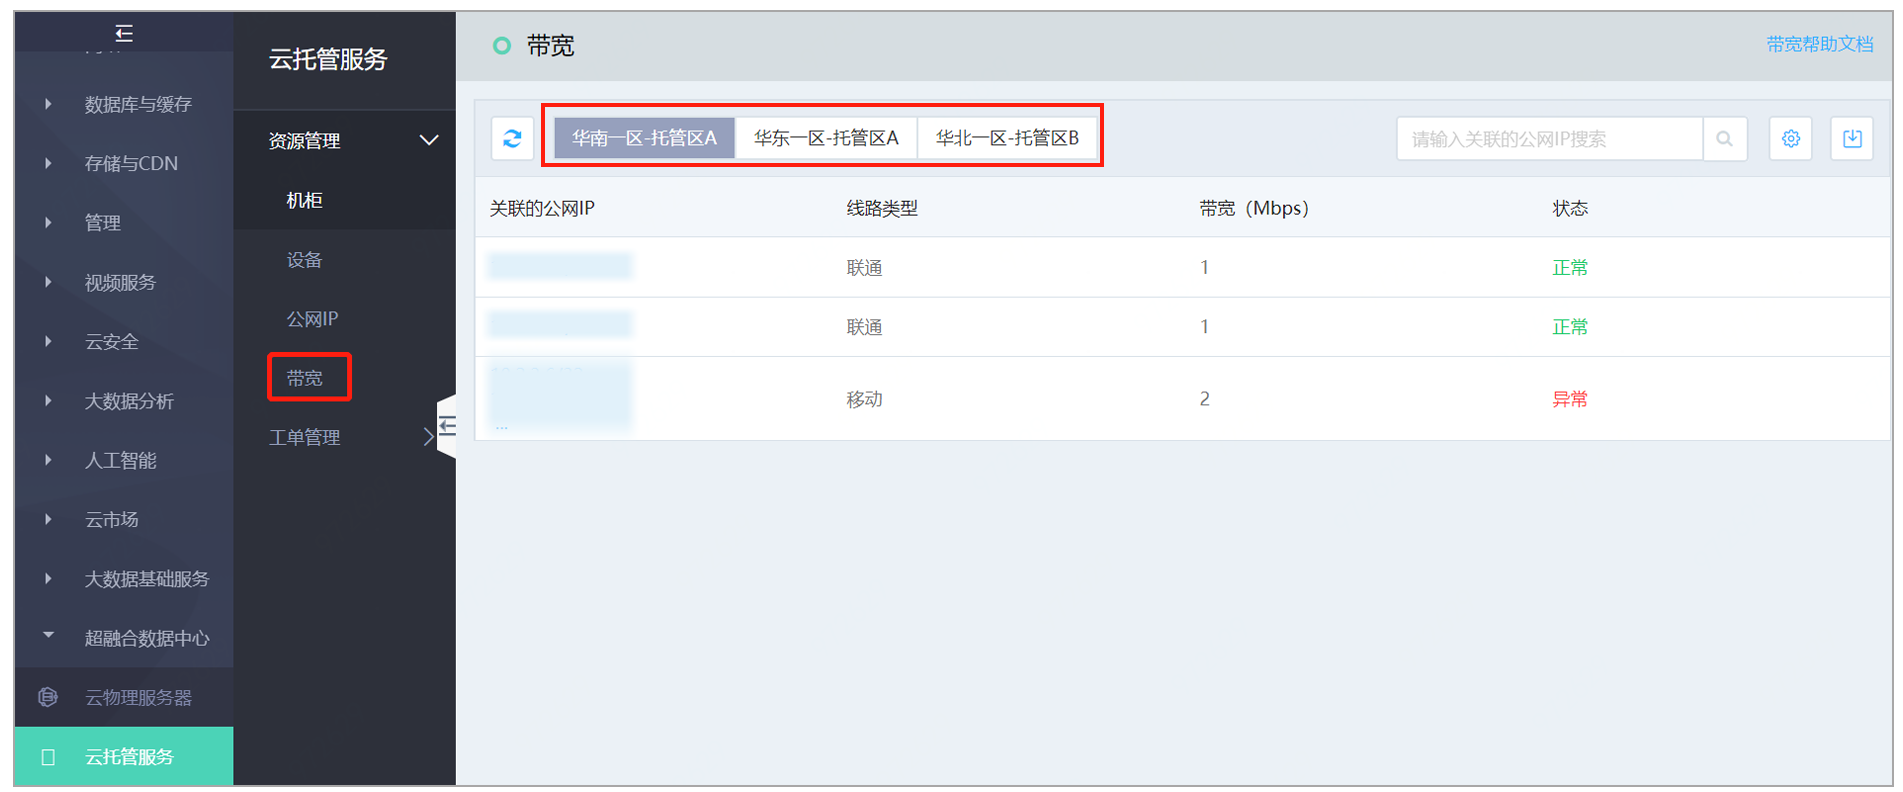 数据库与缓存
存储与CDN
管理
视频服务
云安全
大数据分析
人工智能
云市场
大数据基础服务
超融合数据中心
云物理服务器
云托管服务
云托管服务
资源管理
机柜
设备
公网IP
带宽
工单管理
带宽
带宽帮助文档
华南一区-托管区A 华东一区-托管区A 华北一区-托管区B
请输入关联的公网IP搜索
关联的公网IP 线路类型 带宽（Mbps） 状态
联通 1 正常
联通 1 正常
移动 2 异常
...